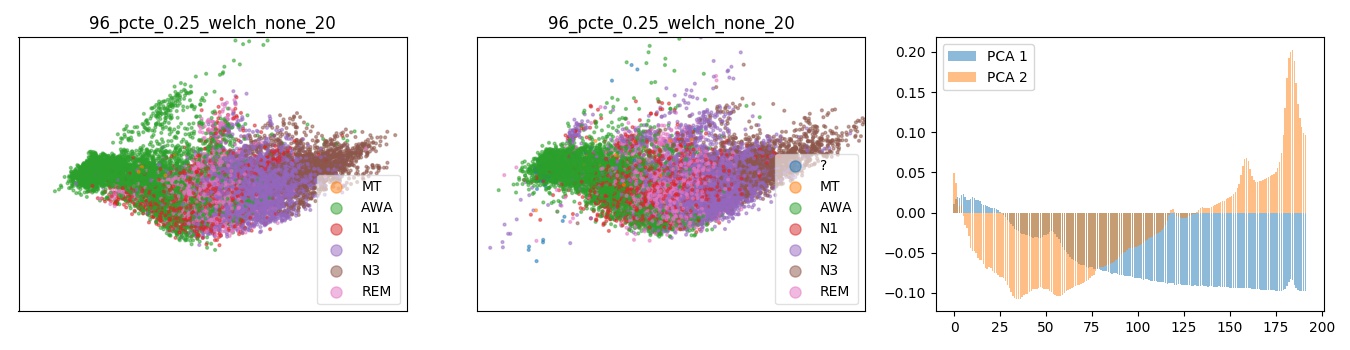 96_pcte_0.25_welch_none_20
MT
AWA
N1
N2
N3
REM
96_pcte_0.25_welch_none_20
?
MT
AWA
N1
N2
N3
REM
PCA 1
PCA 2
0.20
0.15
0.10
0.05
0.00
−0.05
−0.10
0 25 50 75 100 125 150 175 200